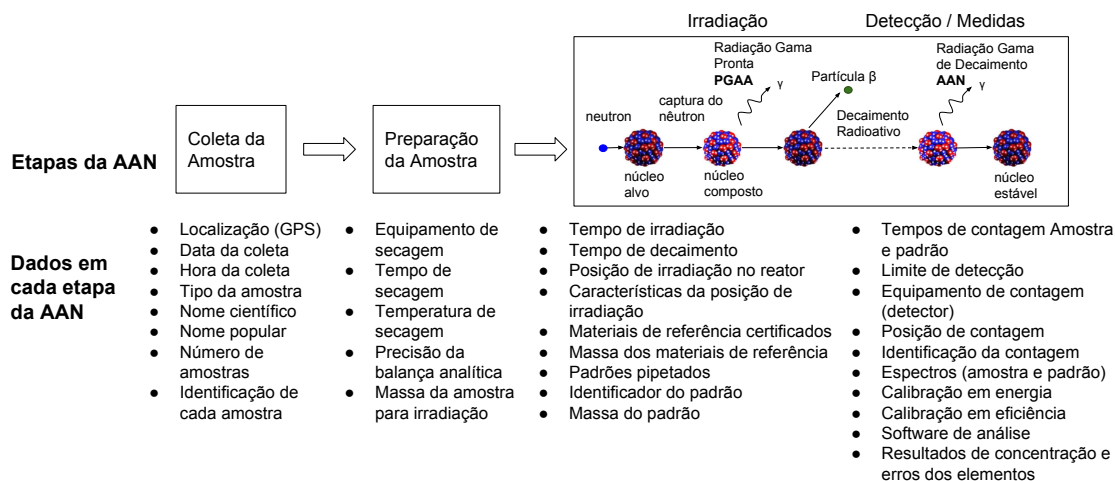 Irradiação
Detecção / Medidas
Radiação Gama
Pronta
PGAA
γ
Partícula β
Radiação Gama
de Decaimento
AAN
γ
neutron
captura do
nêutron
Decaimento
Radioativo
núcleo
alvo
núcleo
composto
núcleo
estável
Etapas da AAN
Coleta da
Amostra
Preparação
da Amostra
Dados em
cada etapa
da AAN
● Localização (GPS)
● Data da coleta
● Hora da coleta
● Tipo da amostra
● Nome científico
● Nome popular
● Número de
amostras
● Identificação de
cada amostra
● Equipamento de
secagem
● Tempo de
secagem
● Temperatura de
secagem
● Precisão da
balança analítica
● Massa da amostra
para irradiação
● Tempo de irradiação
● Tempo de decaimento
● Posição de irradiação no reator
● Características da posição de
irradiação
● Materiais de referência certificados
● Massa dos materiais de referência
● Padrões pipetados
● Identificador do padrão
● Massa do padrão
● Tempos de contagem Amostra
e padrão
● Limite de detecção
● Equipamento de contagem
(detector)
● Posição de contagem
● Identificação da contagem
● Espectros (amostra e padrão)
● Calibração em energia
● Calibração em eficiência
● Software de análise
● Resultados de concentração e
erros dos elementos